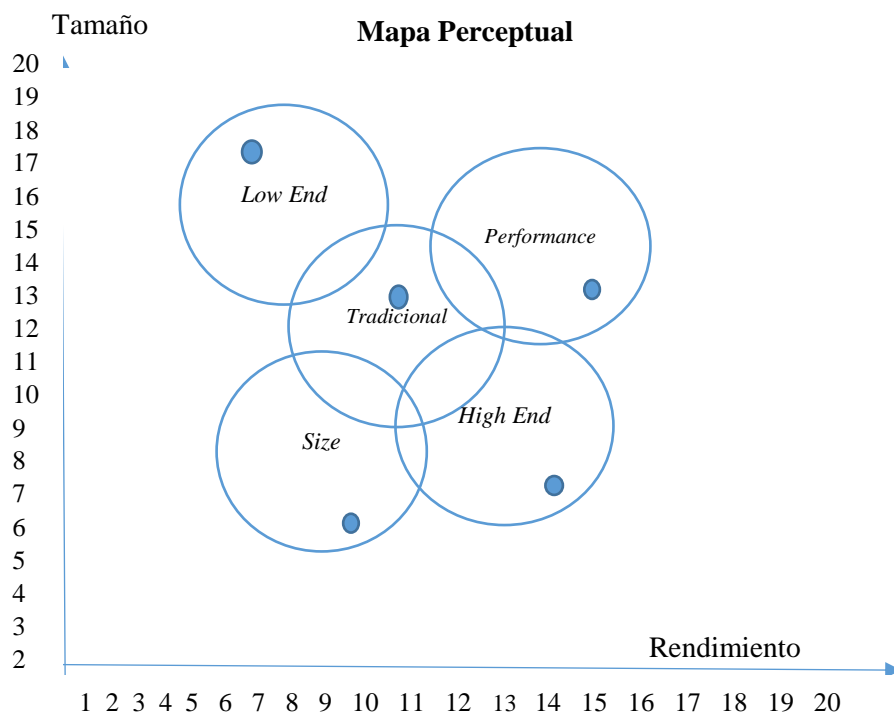 Tamaño
Mapa Perceptual
20
19
18
17
16
15
14
13
12
11
10
9
8
7
6
5
4
3
2
Low End
Performance
Tradicional
High End
Size
Rendimiento
1 2 3 4 5 6 7 8 9 10 11 12 13 14 15 16 17 18 19 20